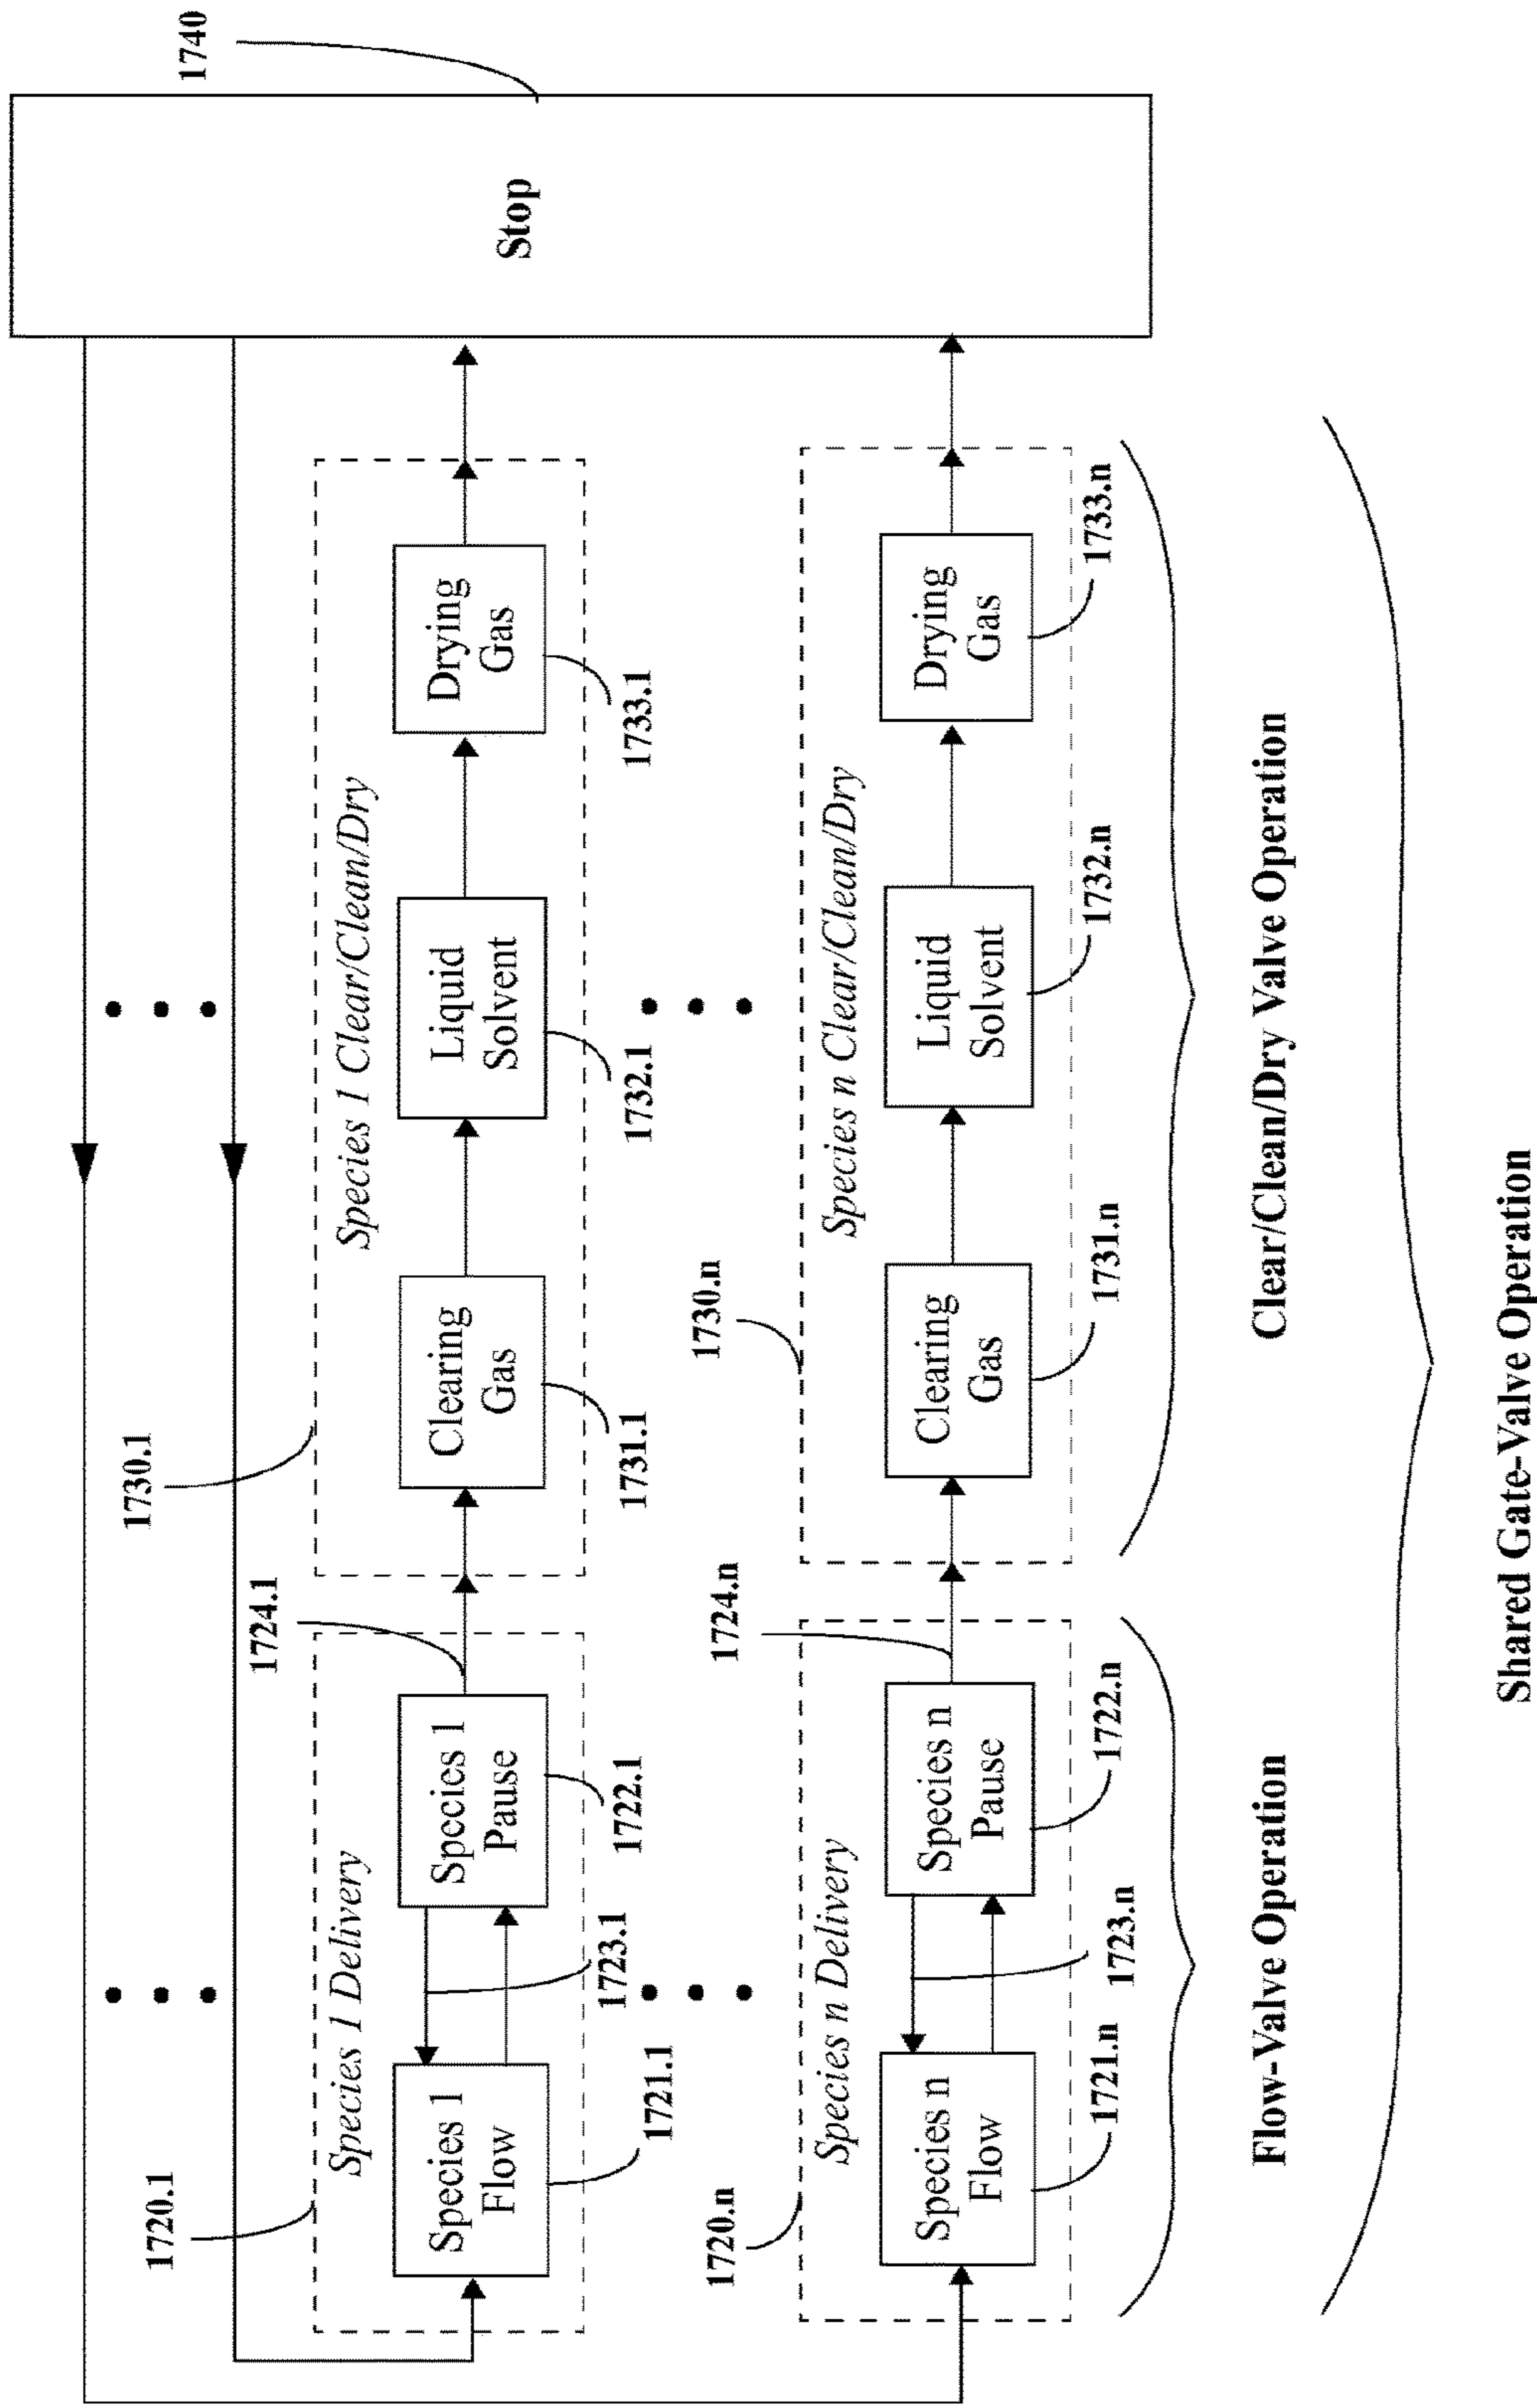 1740
Stop
1730.1
Species 1 Clear/Clean/Dry
Clearing
Gas
1731.1
Liquid
Solvent
1732.1
Drying
Gas
1733.1
1720.1
Species 1 Delivery
Species 1
Flow
1721.1
1723.1
Species 1
Pause
1722.1
1724.1
1720.n
Species n Delivery
Species n
Flow
1721.n
1723.n
Species n
Pause
1722.n
1724.n
1730.n
Species n Clear/Clean/Dry
Clearing
Gas
1731.n
Liquid
Solvent
1732.n
Drying
Gas
1733.n
Flow-Valve Operation
Clear/Clean/Dry Valve Operation
Shared Gate-Valve Operation